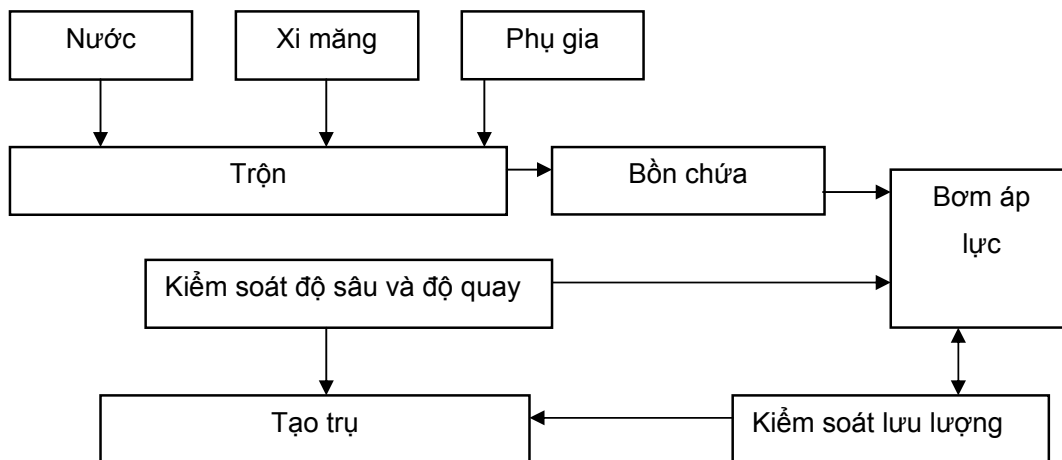 Nước
Xi măng
Phụ gia
Trộn
Bồn chứa
Bơm áp
lực
Kiểm soát độ sâu và độ quay
Tạo trụ
Kiểm soát lưu lượng